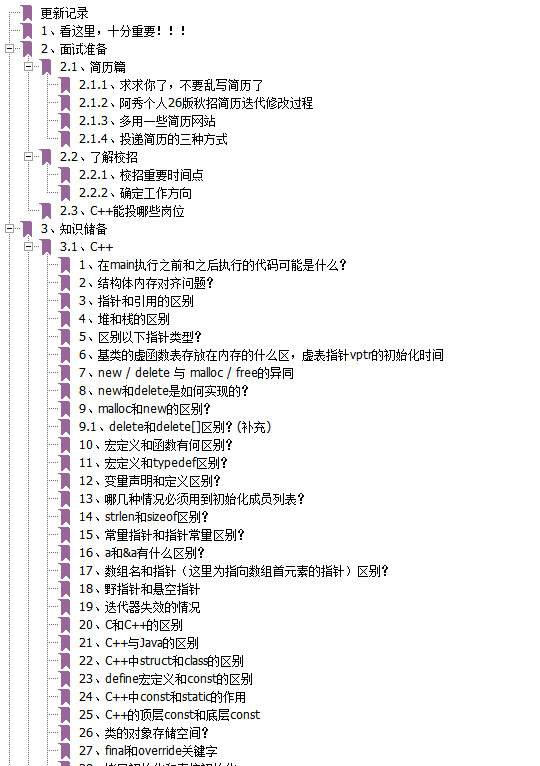 更新记录
1、看这里，十分重要！！！
2、面试准备
2.1、简历篇
2.1.1、求求你了，不要乱写简历了
2.1.2、阿秀个人26版秋招简历迭代修改过程
2.1.3、多用一些简历网站
2.1.4、投递简历的三种方式
2.2、了解校招
2.2.1、校招重要时间点
2.2.2、确定工作方向
2.3、C++能投哪些岗位
3、知识储备
3.1、C++
1、在main执行之前和之后执行的代码可能是什么？
2、结构体内存对齐问题？
3、指针和引用的区别
4、堆和栈的区别
5、区别以下指针类型？
6、基类的虚函数表存放在内存的什么区，虚表指针vptr的初始化时间
7、new / delete 与 malloc / free的异同
8、new和delete是如何实现的？
9、malloc和new的区别？
9.1、delete和delete[]区别？(补充)
10、宏定义和函数有何区别？
11、宏定义和typedef区别？
12、变量声明和定义区别？
13、哪几种情况必须用到初始化成员列表？
14、strlen和sizeof区别？
15、常量指针和指针常量区别？
16、a和&a有什么区别？
17、数组名和指针（这里为指向数组首元素的指针）区别？
18、野指针和悬空指针
19、迭代器失效的情况
20、C和C++的区别
21、C++与Java的区别
22、C++中struct和class的区别
23、define宏定义和const的区别
24、C++中const和static的作用
25、C++的顶层const和底层const
26、类的对象存储空间？
27、final和override关键字